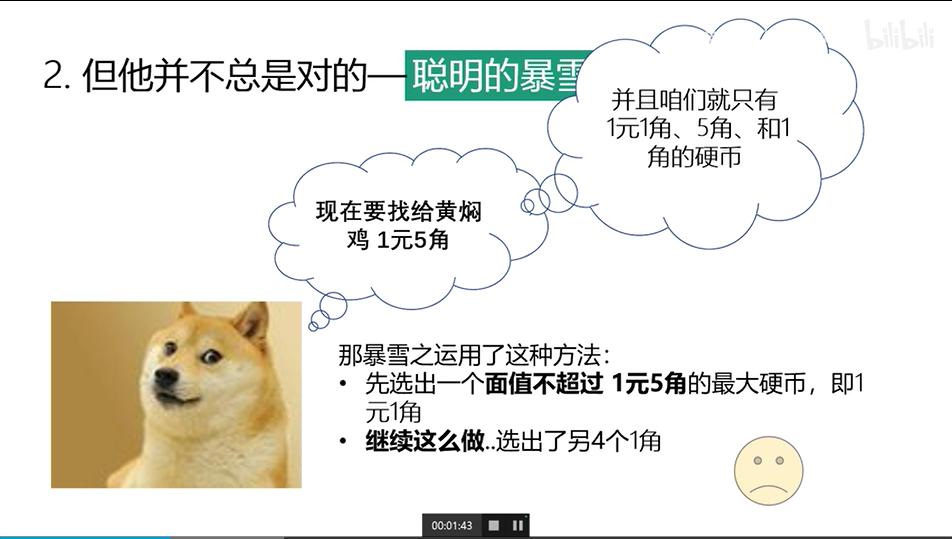 bilibili
2. 但他并不总是对的—聪明的暴雪
并且咱们就只有
1元1角、5角、和1
角的硬币
现在要找给黄焖
鸡 1元5角
那暴雪之运用了这种方法：
• 先选出一个面值不超过 1元5角的最大硬币，即1
元1角
• 继续这么做..选出了另4个1角
00:01:43